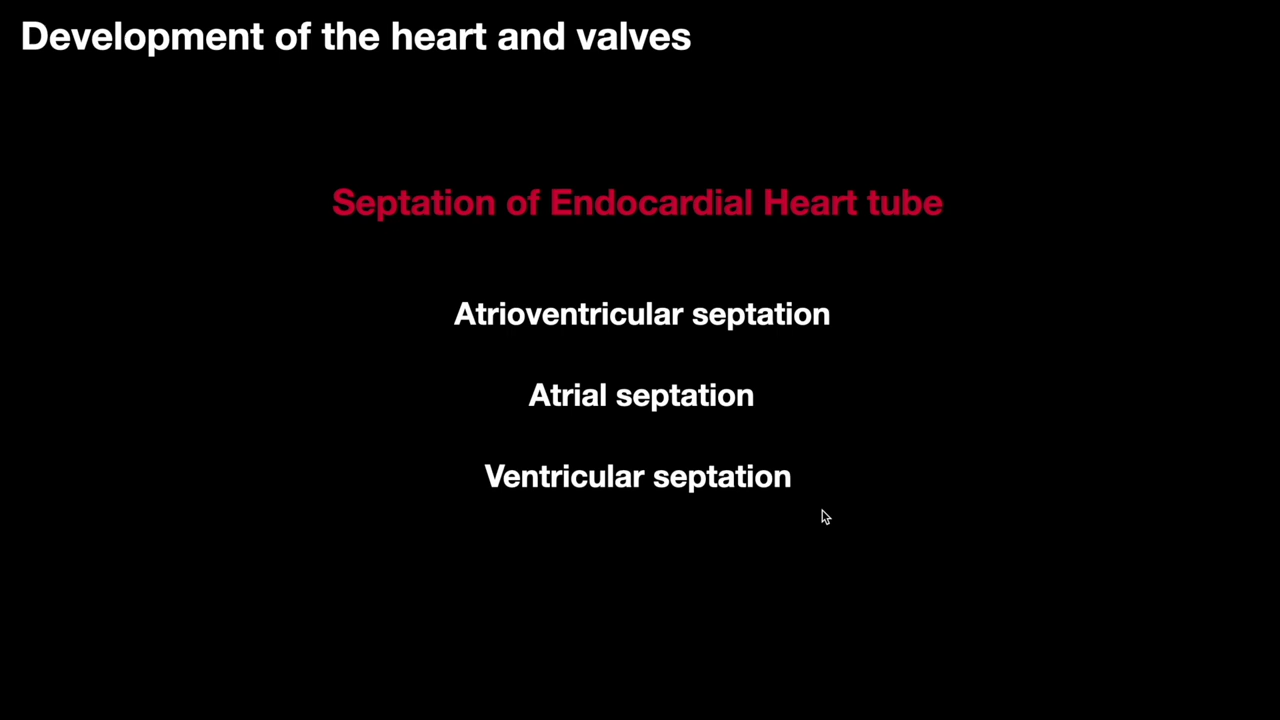 Development of the heart and valves
Septation of Endocardial Heart tube
Atrioventricular septation
Atrial septation
Ventricular septation